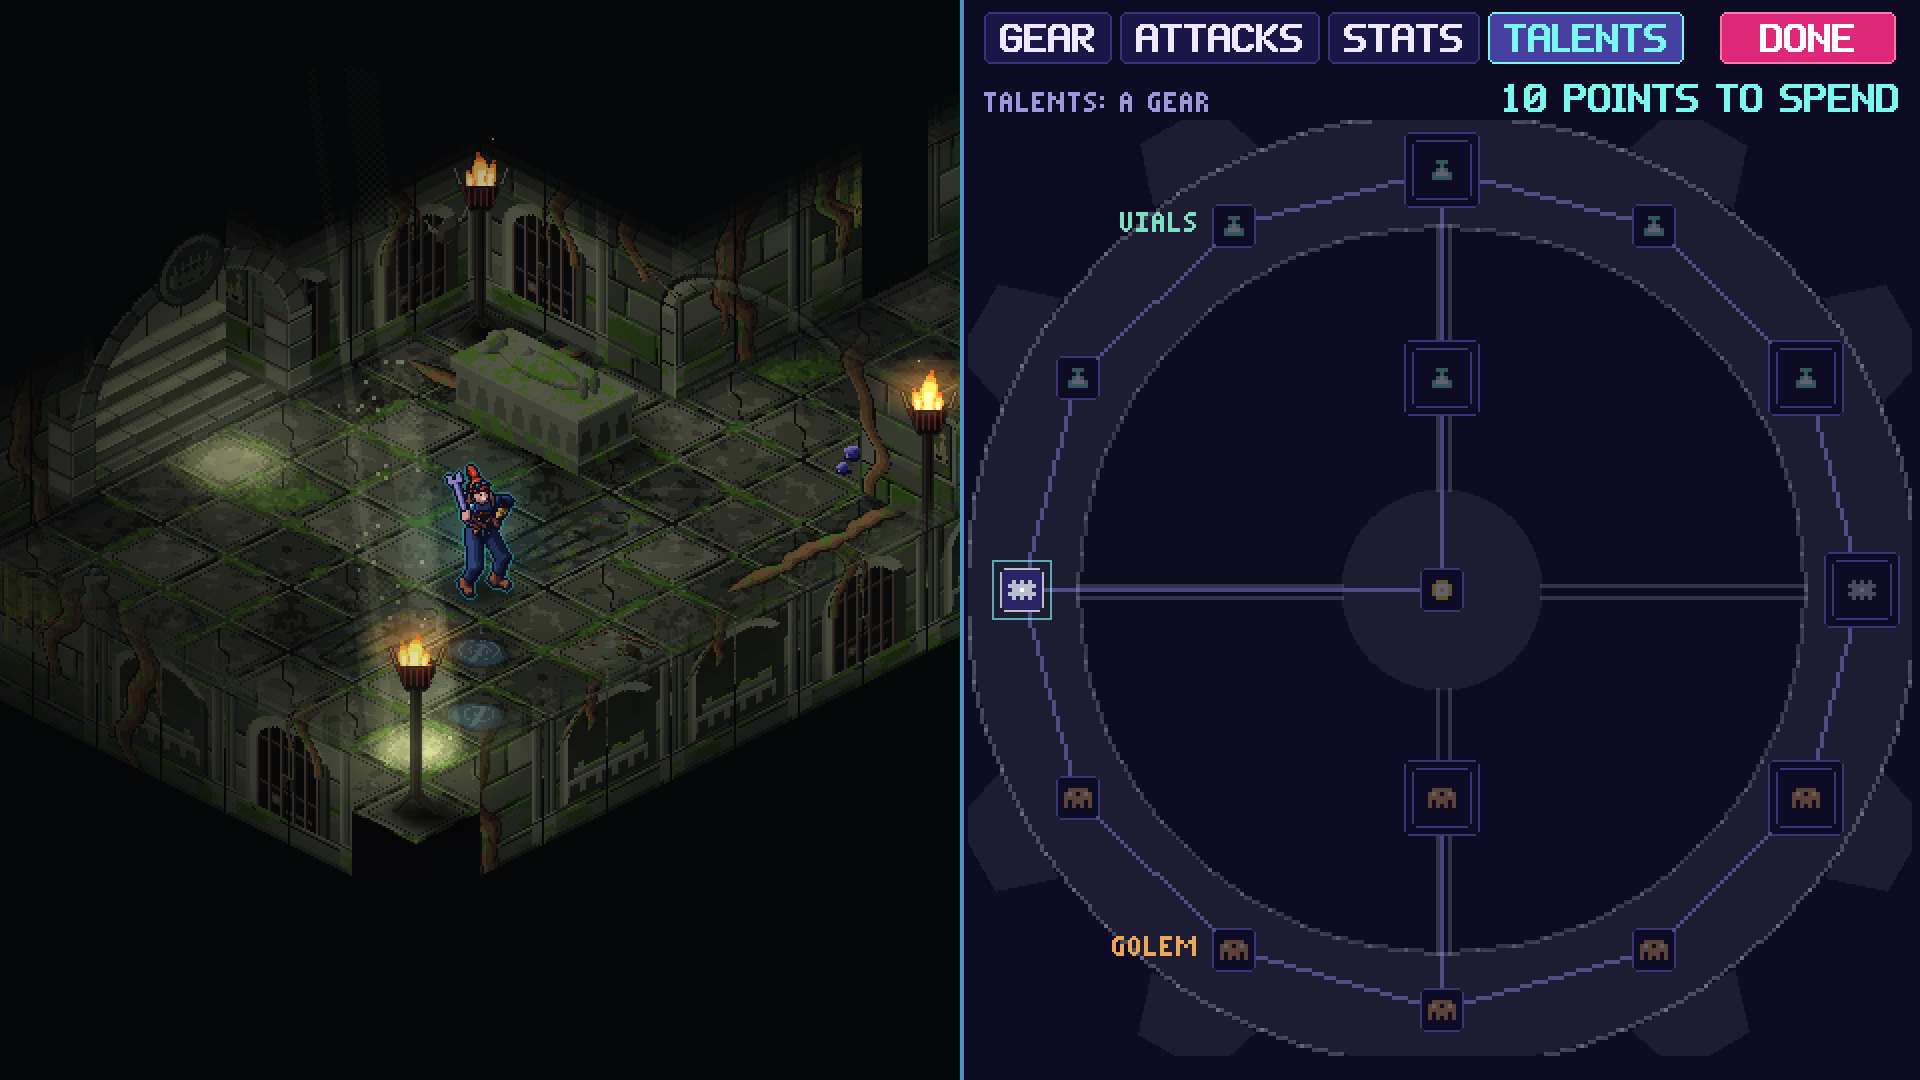 GEAR ATTACKS STATS TALENTS DONE
TALENTS: A GEAR 10 POINTS TO SPEND
VIALS
GOLEM